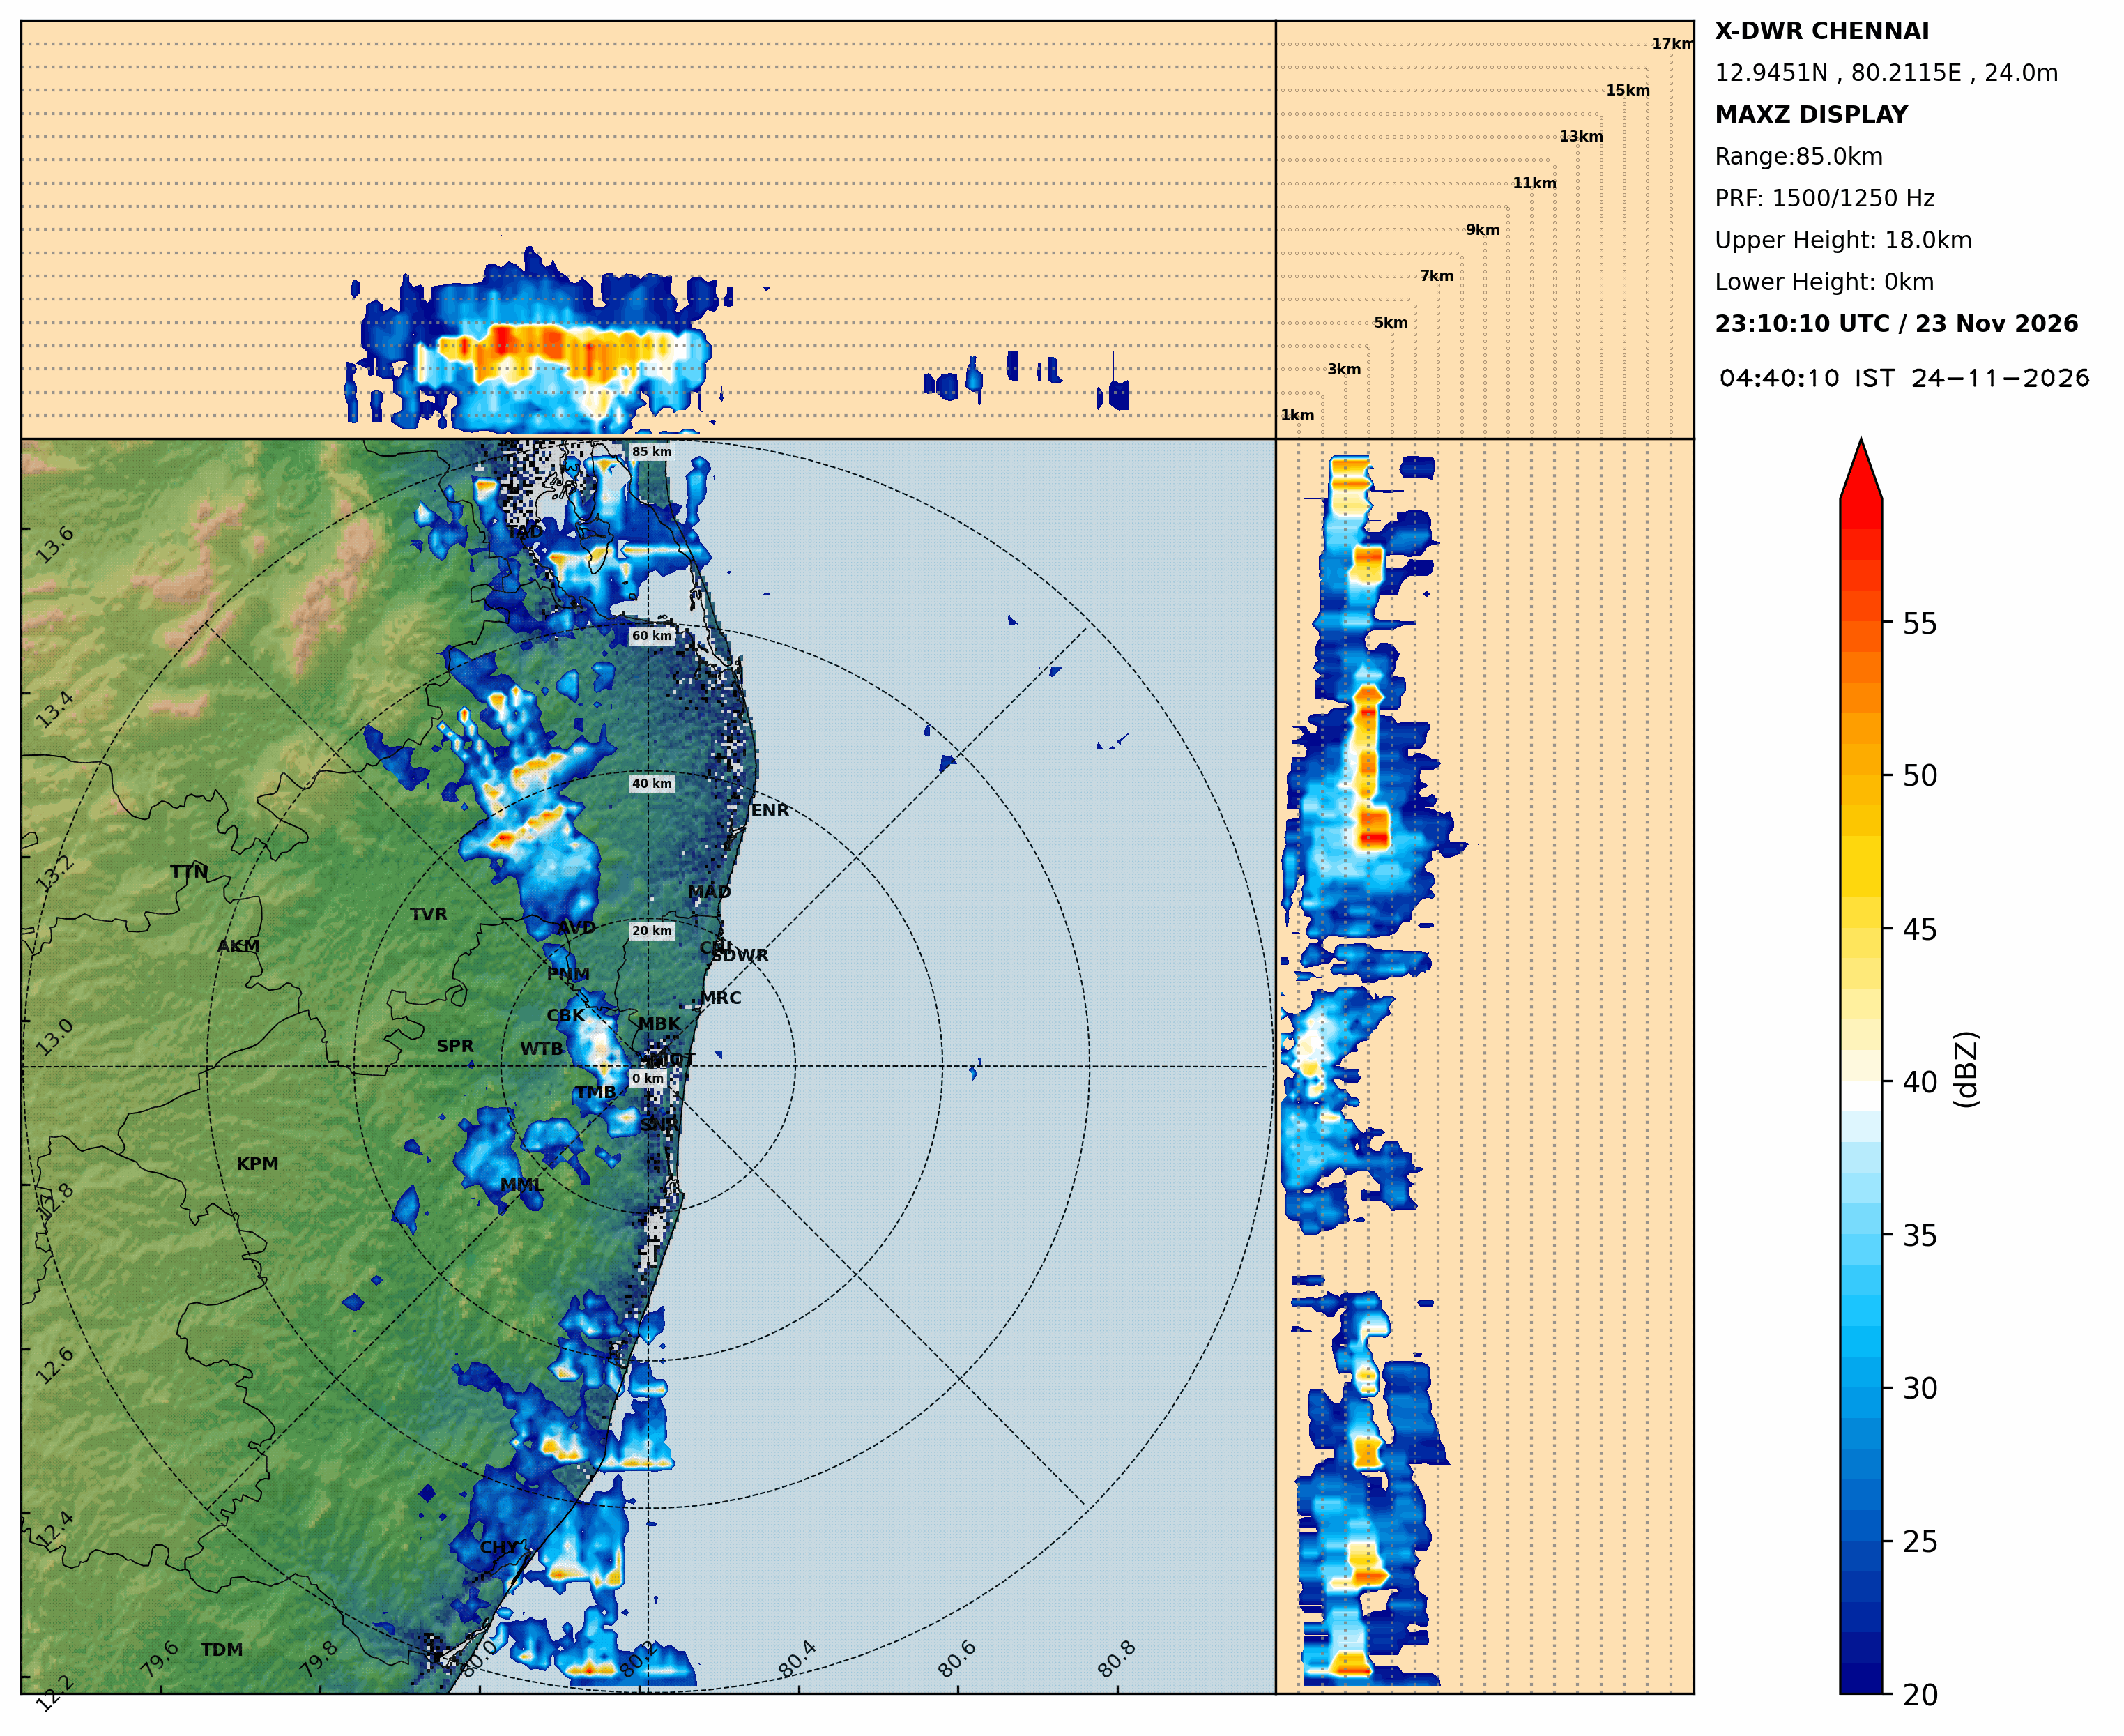 X-DWR CHENNAI
12.9451N , 80.2115E , 24.0m
MAXZ DISPLAY
Range:85.0km
PRF: 1500/1250 Hz
Upper Height: 18.0km
Lower Height: 0km
23:10:10 UTC / 23 Nov 2026
04:40:10 IST 24-11-2026
17km
15km
13km
11km
9km
7km
5km
3km
1km
85 km
60 km
40 km
20 km
0 km
TAD
ENR
TTN
MAD
TVR
AVD
AKM
SDWR
PNM
MRC
CBK
MBK
SPR
WTB
TMB
KPM
MML
CHY
TDM
13.6
13.4
13.2
13.0
12.8
12.6
12.4
12.2
79.6
79.8
80.0
80.2
80.4
80.6
80.8
55
50
45
40
35
30
25
20
(dBZ)